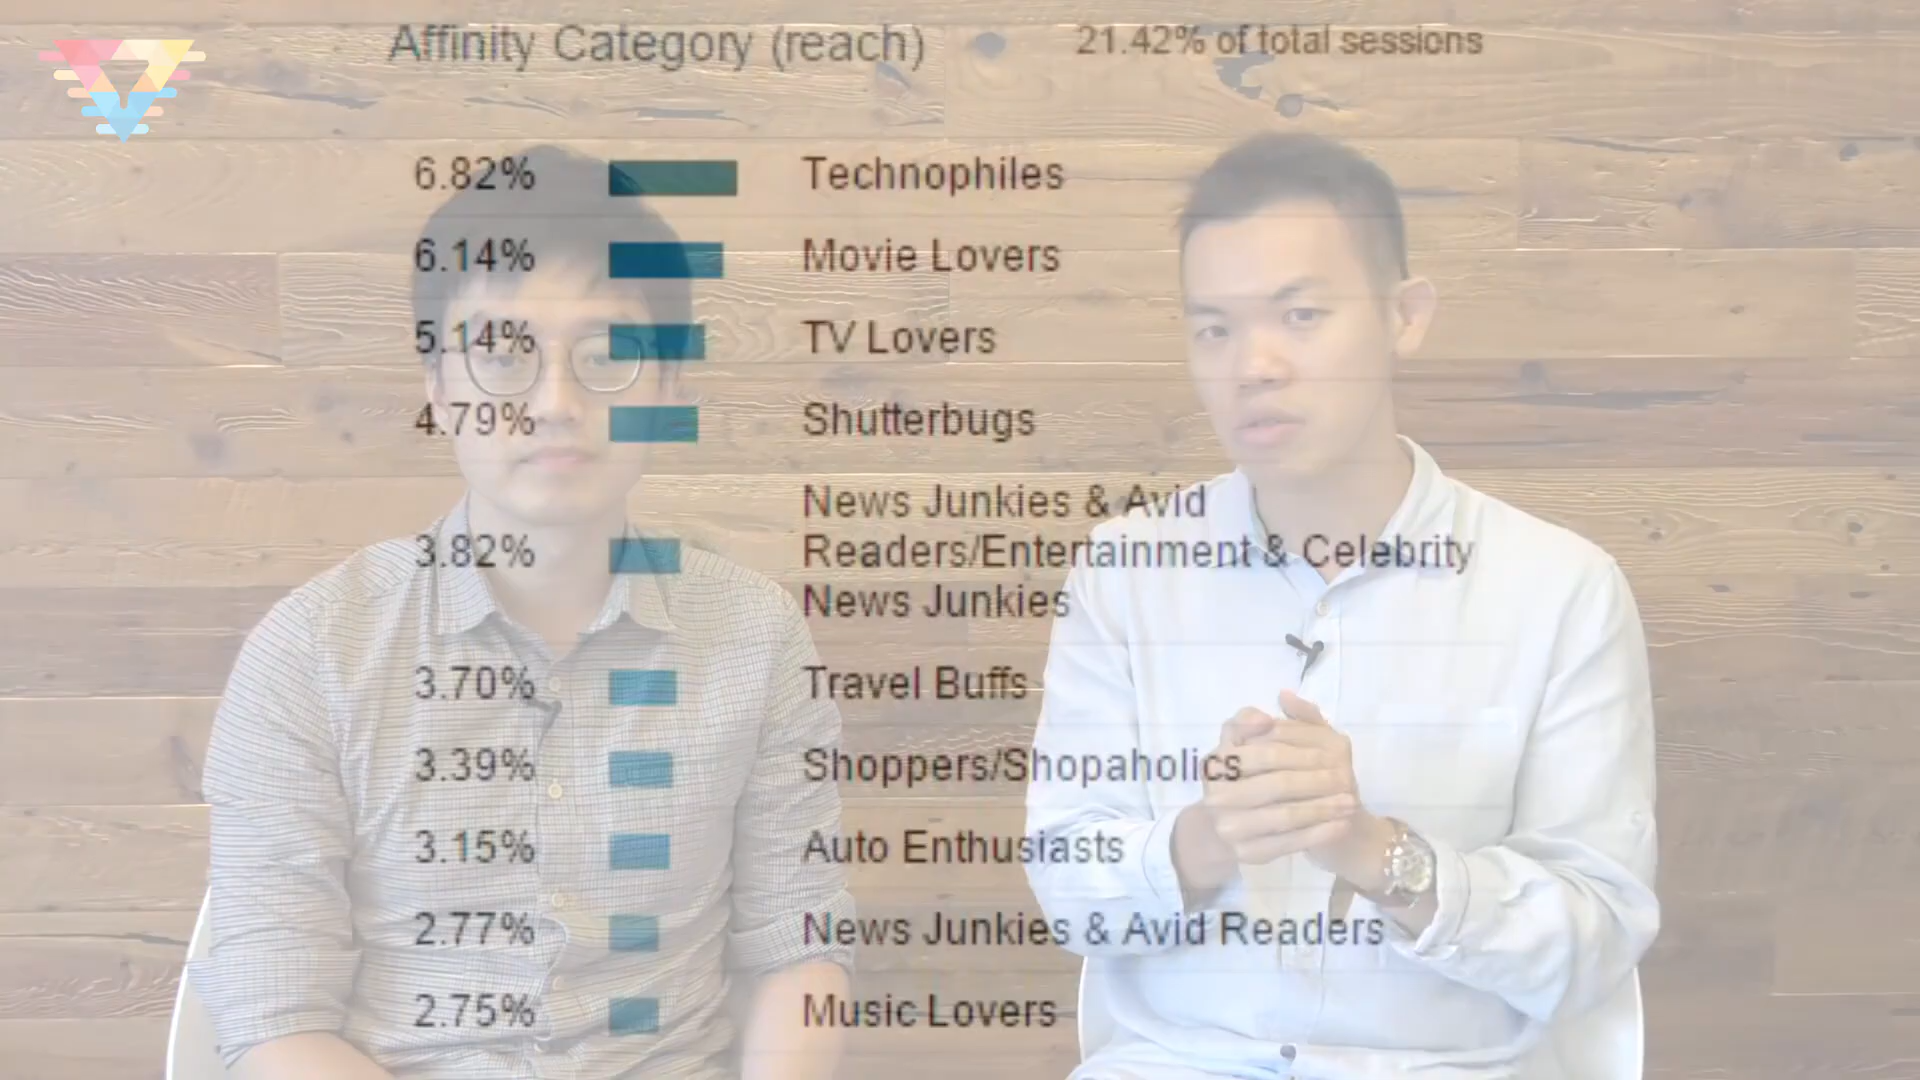 Affinity Category (reach) 21.42% of total sessions
6.82% Technophiles
6.14% Movie Lovers
5.14% TV Lovers
4.79% Shutterbugs
News Junkies & Avid
3.82% Readers/Entertainment & Celebrity
News Junkies
3.70% Travel Buffs
3.39% Shoppers/Shopaholics
3.15% Auto Enthusiasts
2.77% News Junkies & Avid Readers
2.75% Music Lovers